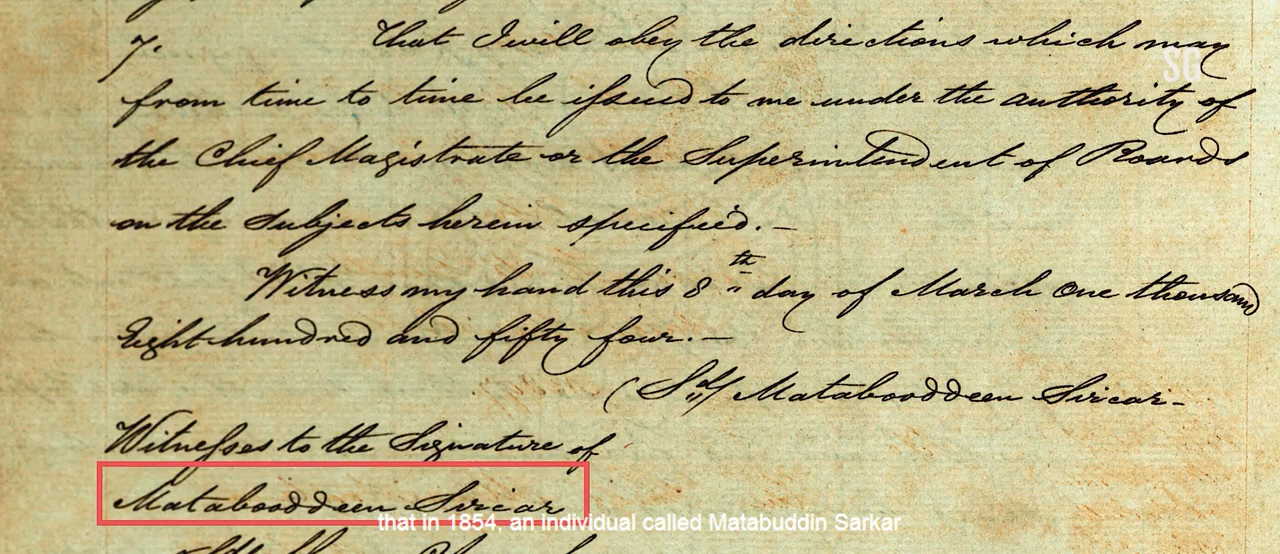 7. That I will obey the directions which may
from time to time be issued to me under the authority of
the Chief Magistrate or the Superintendent of Roads
on the subjects herein specified.—
Witness my hand this 8th day of March One thousand
Eight hundred and fifty four.—
(Sd/ Matabooddeen Sircar-
Witnesses to the Signature of
Matabooddeen Sircar
that in 1854, an individual called Matabuddin Sarkar
SG